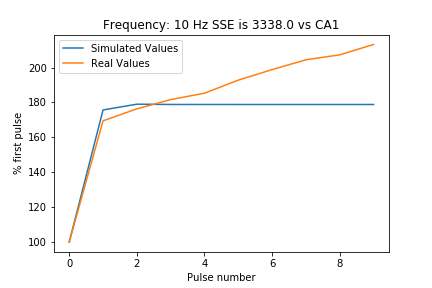 Frequency: 10 Hz SSE is 3338.0 vs CA1
Simulated Values
Real Values
200
180
160
140
120
100
% first pulse
0 2 4 6 8
Pulse number